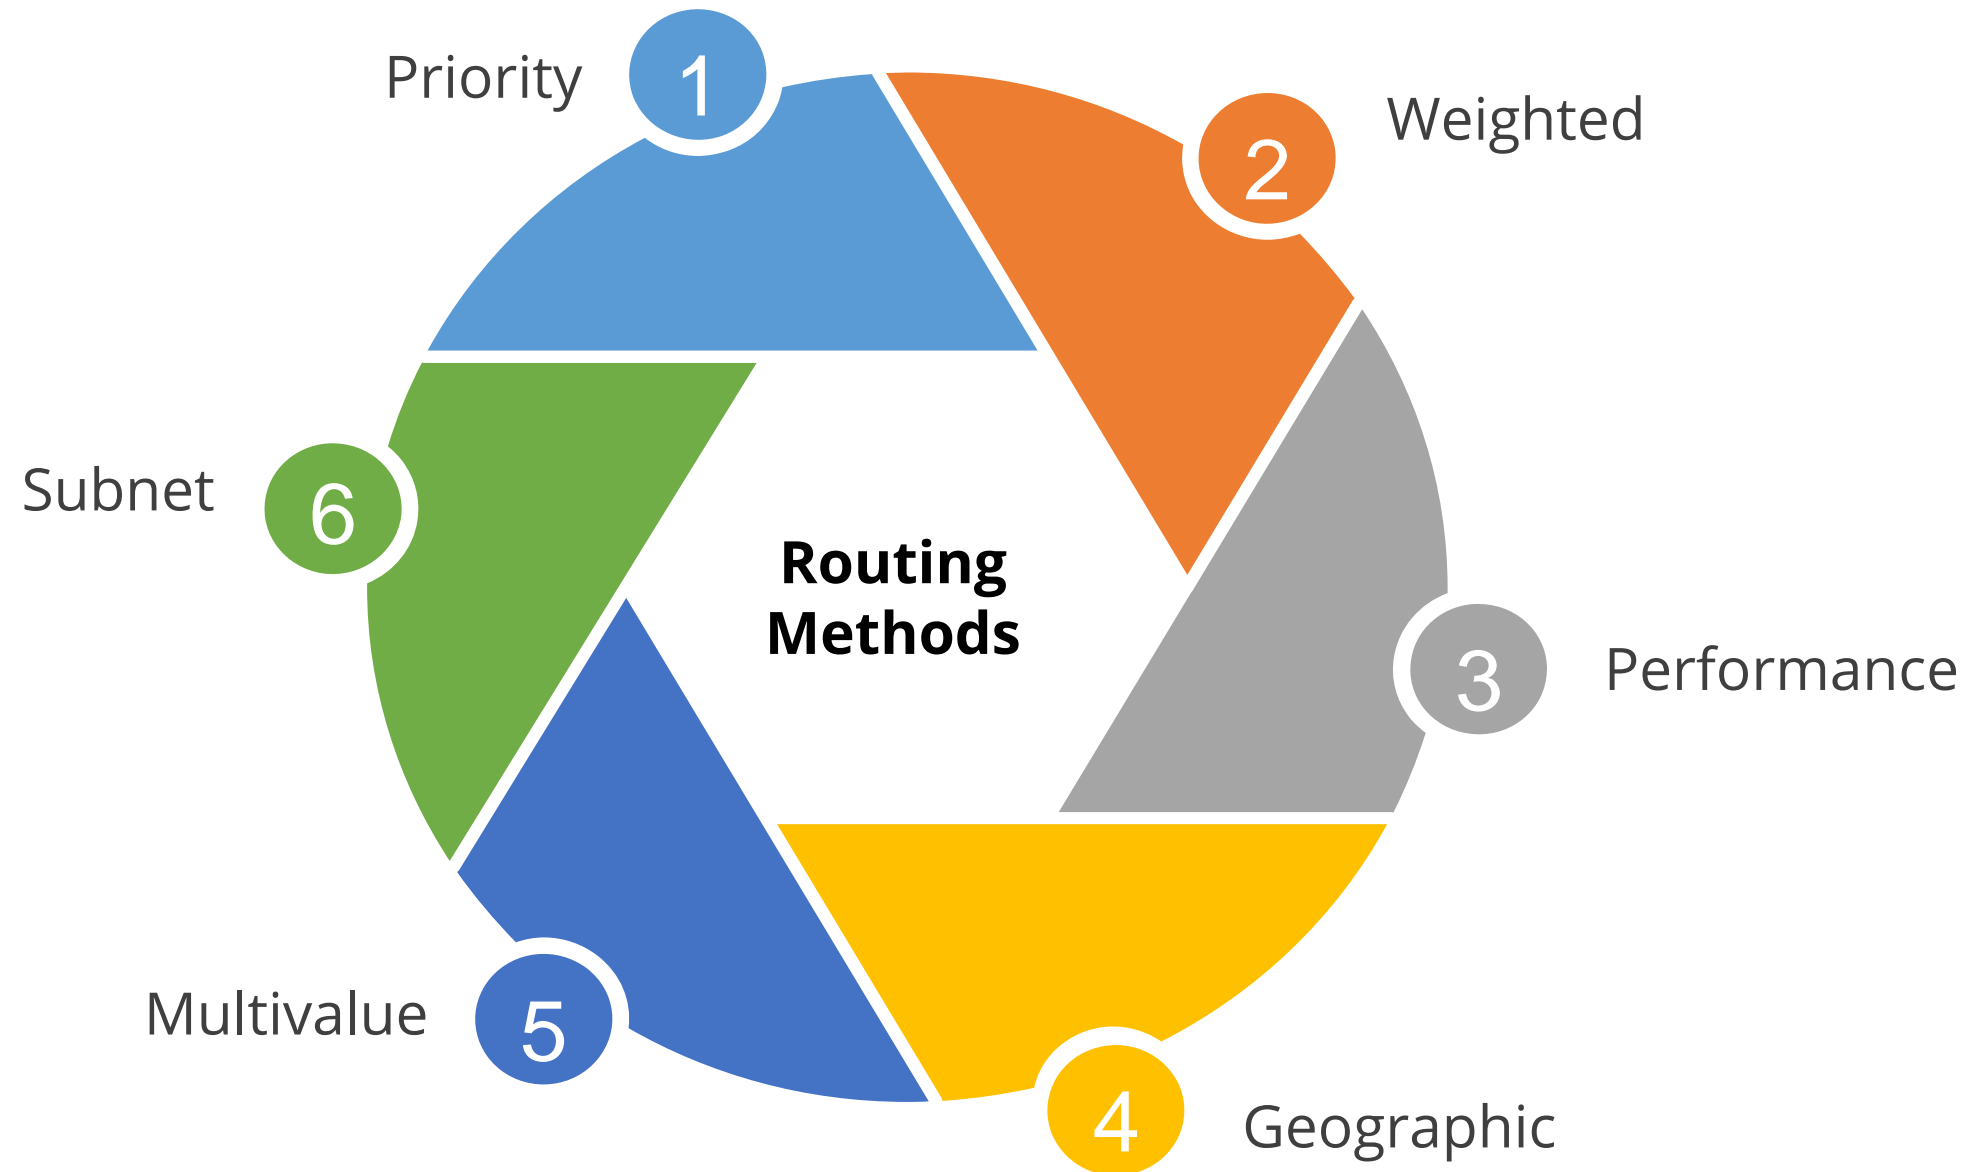 Priority
1
2
Weighted
3
Performance
4
Geographic
5
Multivalue
6
Subnet
Routing
Methods